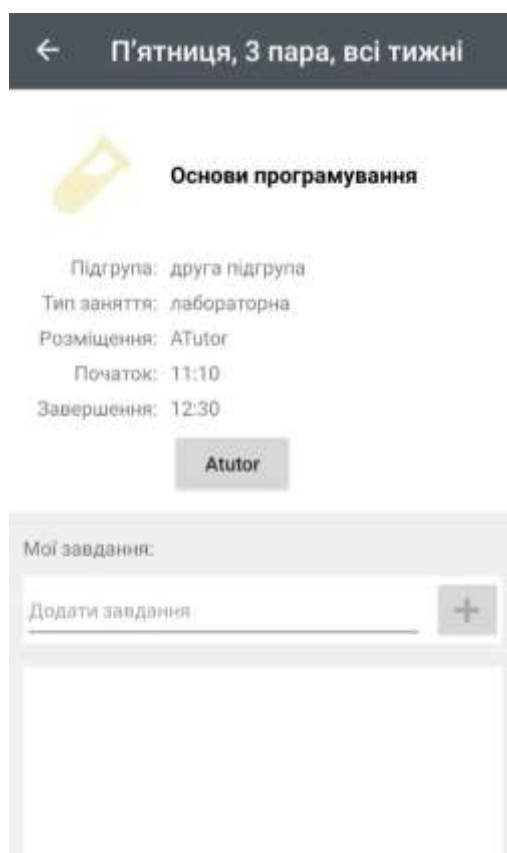 П'ятниця, 3 пара, всі тижні
Основи програмування
Підгрупа: друга підгрупа
Тип заняття: лабораторна
Розміщення: ATutor
Початок: 11:10
Завершення: 12:30
Atutor
Мої завдання:
Додати завдання